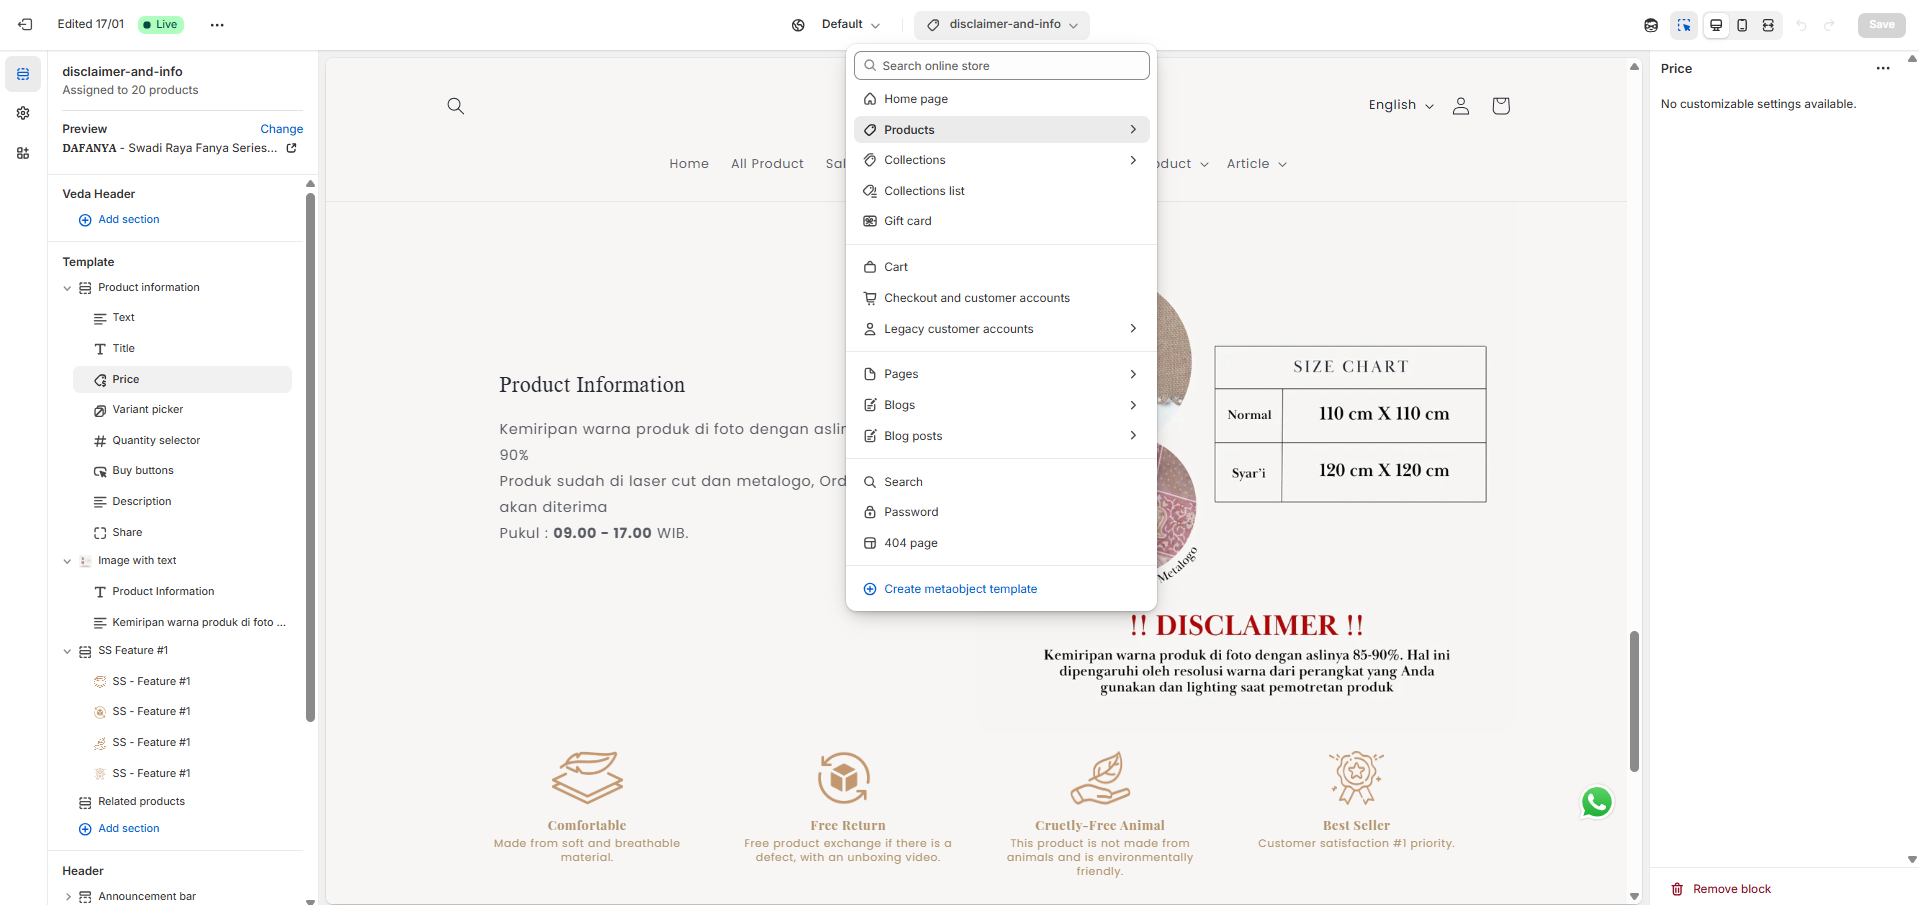 Edited 17/01
Live
Default
disclaimer-and-info
Save
disclaimer-and-info
Assigned to 20 products
Preview
Change
DAFANYA - Swadi Raya Fanya Series...
Veda Header
Add section
Template
Product information
Text
Title
Price
Variant picker
Quantity selector
Buy buttons
Description
Share
Image with text
Product Information
Kemiripan warna produk di foto ...
SS Feature #1
SS - Feature #1
SS - Feature #1
SS - Feature #1
SS - Feature #1
Related products
Add section
Header
Announcement bar
Search online store
Home page
Products
Collections
Collections list
Gift card
Cart
Checkout and customer accounts
Legacy customer accounts
Pages
Blogs
Blog posts
Search
Password
404 page
Create metaobject template
English
Home
All Product
Sal
oduct
Article
Product Information
Kemiripan warna produk di foto dengan aslin
90%
Produk sudah di laser cut dan metalogo, Ord
akan diterima
Pukul : 09.00 - 17.00 WIB.
SIZE CHART
Normal 110 cm X 110 cm
Syar'i 120 cm X 120 cm
Metalogo
!! DISCLAIMER !!
Kemiripan warna produk di foto dengan aslinya 85-90%. Hal ini
dipengaruhi oleh resolusi warna dari perangkat yang Anda
gunakan dan lighting saat pemotretan produk
Comfortable
Made from soft and breathable
material.
Free Return
Free product exchange if there is a
defect, with an unboxing video.
Cruetly-Free Animal
This product is not made from
animals and is environmentally
friendly.
Best Seller
Customer satisfaction #1 priority.
Price
No customizable settings available.
Remove block